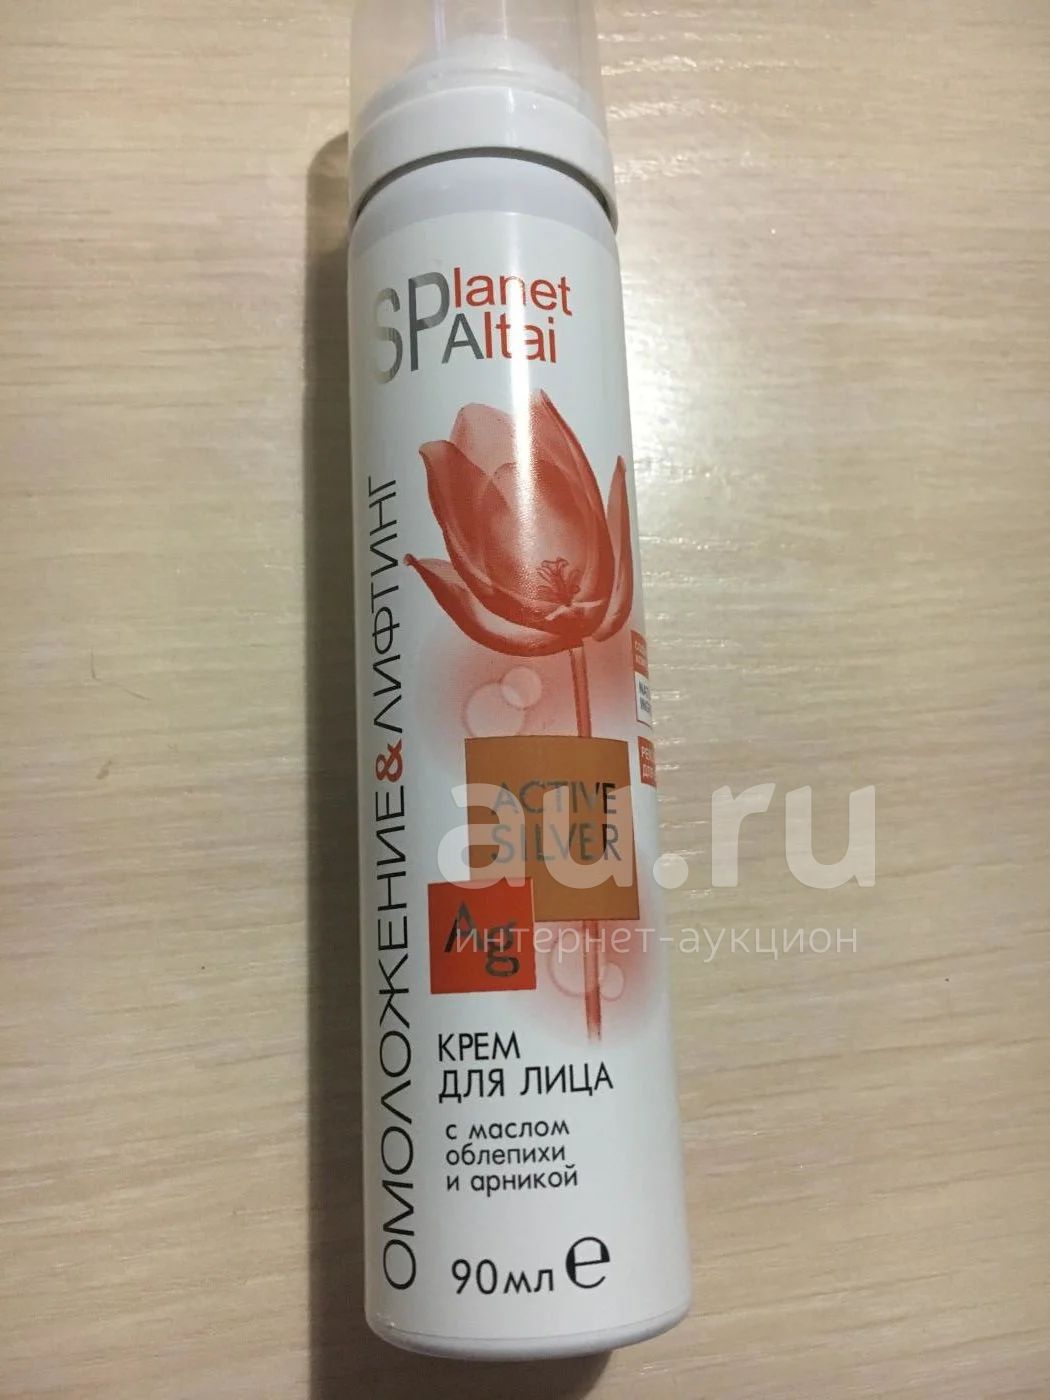 SPlanet
Altai
ОМОЛОЖЕНИЕ&ЛИФТИНГ
ACTIVE
SILVER
Ag
au.ru
интернет-аукцион
КРЕМ
ДЛЯ ЛИЦА
с маслом
облепихи
и арникой
90мл e